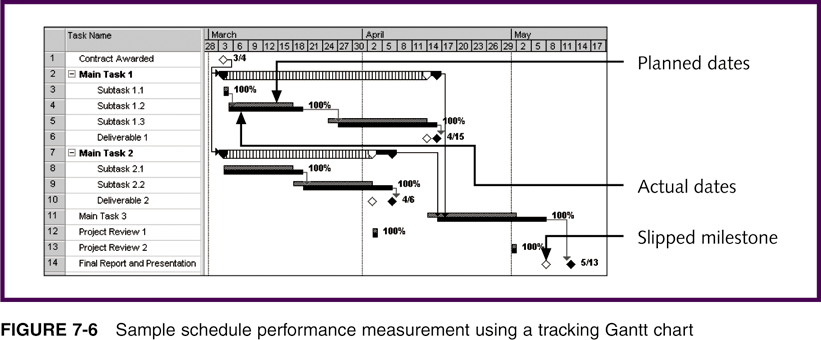 Task Name March April May
28 3 6 9 12 15 18 21 24 27 30 2 5 8 11 14 17 20 23 26 29 2 5 8 11 14 17
1 Contract Awarded 3/4
2 Main Task 1
Planned dates
3 Subtask 1.1 100%
4 Subtask 1.2 100%
5 Subtask 1.3 100%
6 Deliverable 1 4/15
7 Main Task 2
8 Subtask 2.1 100%
Actual dates
9 Subtask 2.2 100%
10 Deliverable 2 4/6
11 Main Task 3 100%
12 Project Review 1 100%
13 Project Review 2 100%
Slipped milestone
14 Final Report and Presentation 5/13
FIGURE 7-6 Sample schedule performance measurement using a tracking Gantt chart